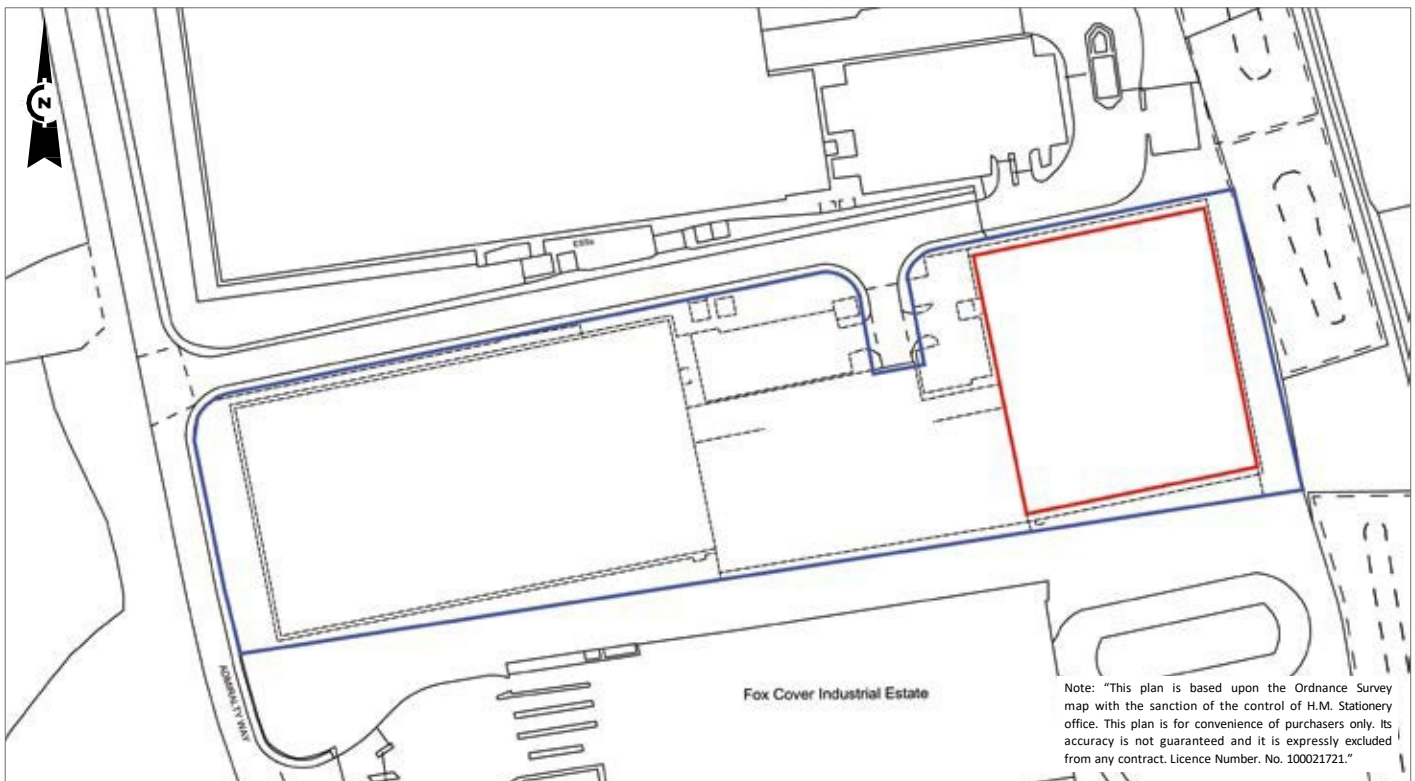 N
ESSs
ADMIRALTY WAY
Fox Cover Industrial Estate
Note: “This plan is based upon the Ordnance Survey
map with the sanction of the control of H.M. Stationery
office. This plan is for convenience of purchasers only. Its
accuracy is not guaranteed and it is expressly excluded
from any contract. Licence Number. No. 100021721.”